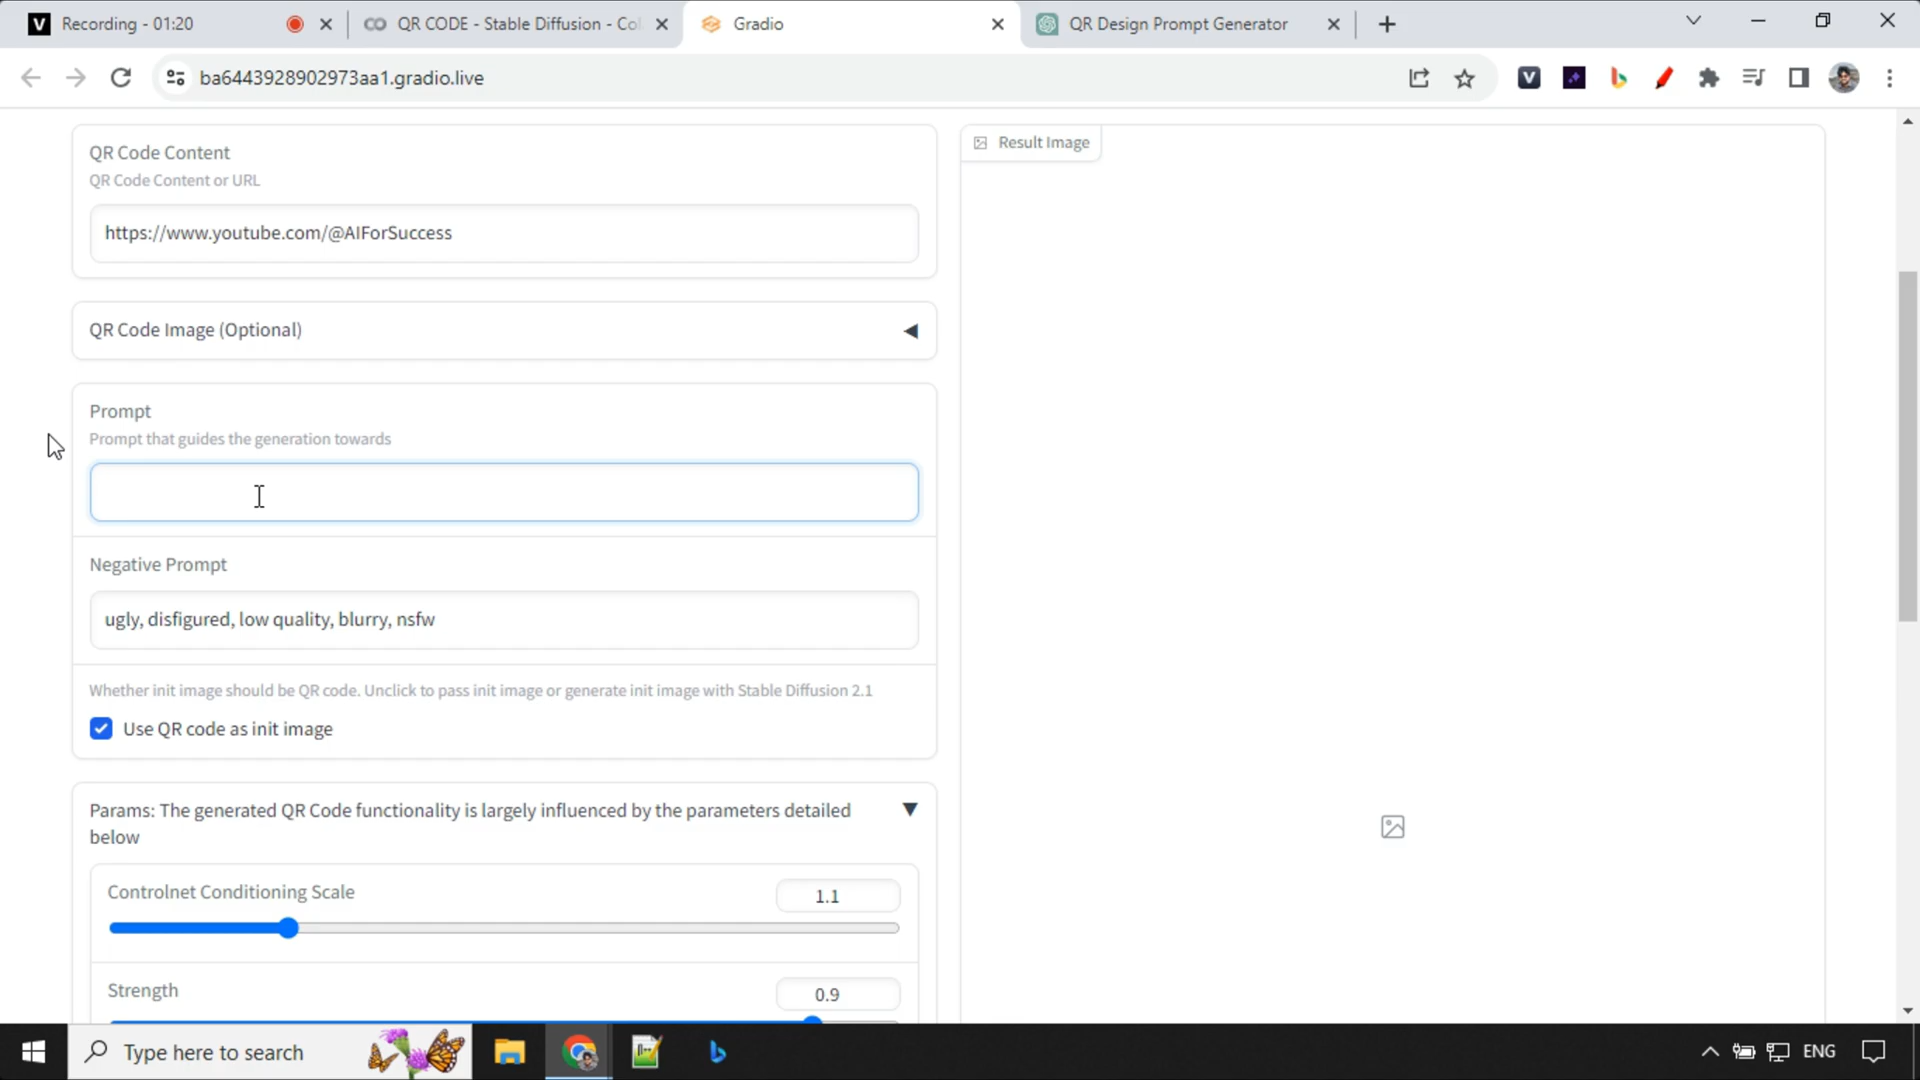 Recording - 01:20
QR CODE - Stable Diffusion - Col
Gradio
QR Design Prompt Generator
ba6443928902973aa1.gradio.live
QR Code Content
QR Code Content or URL
https://www.youtube.com/@AIForSuccess
Result Image
QR Code Image (Optional)
Prompt
Prompt that guides the generation towards
Negative Prompt
ugly, disfigured, low quality, blurry, nsfw
Whether init image should be QR code. Unclick to pass init image or generate init image with Stable Diffusion 2.1
Use QR code as init image
Params: The generated QR Code functionality is largely influenced by the parameters detailed
below
Controlnet Conditioning Scale
1.1
Strength
0.9
Type here to search
ENG